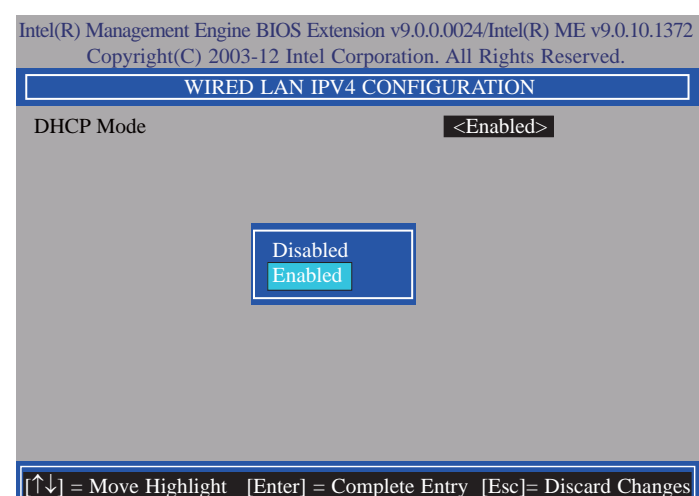 Intel(R) Management Engine BIOS Extension v9.0.0.0024/Intel(R) ME v9.0.10.1372
Copyright(C) 2003-12 Intel Corporation. All Rights Reserved.
WIRED LAN IPV4 CONFIGURATION
DHCP Mode <Enabled>
Disabled
Enabled
[↑↓] = Move Highlight [Enter] = Complete Entry [Esc]= Discard Changes